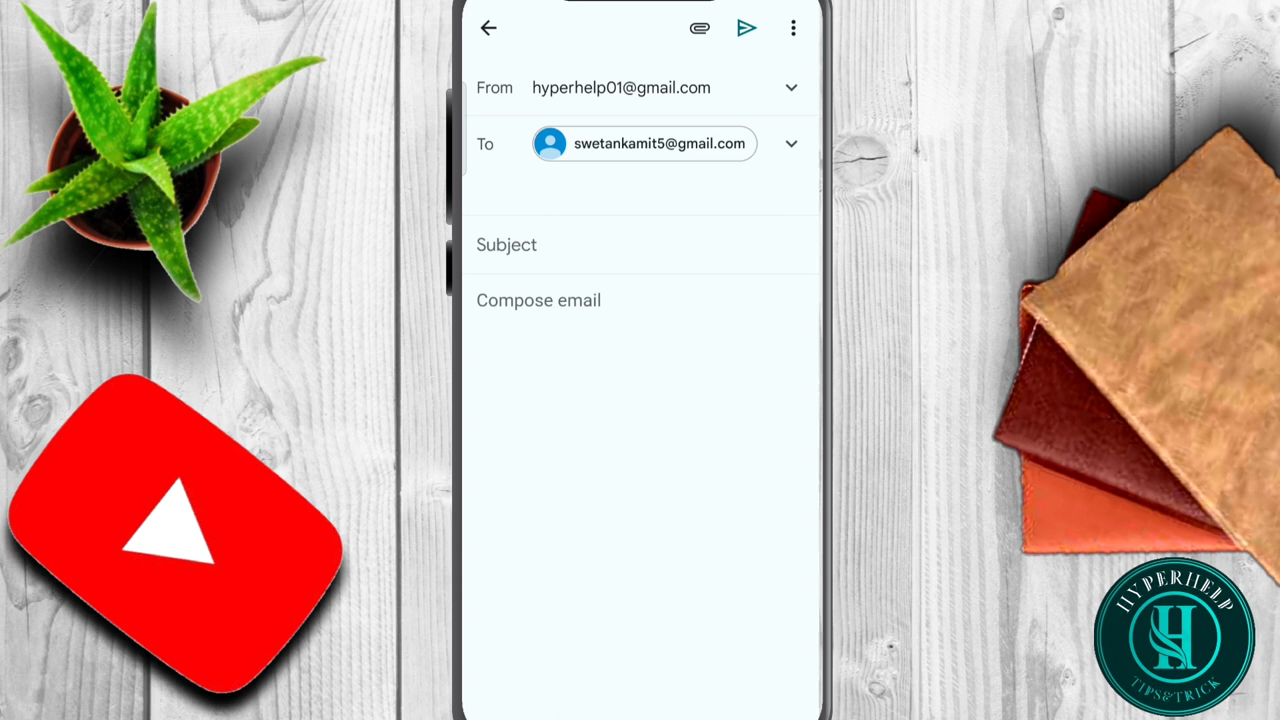 From hyperhelp01@gmail.com
To swetankamit5@gmail.com
Subject
Compose email
HYPERHELP
H
TIPS&TRICK